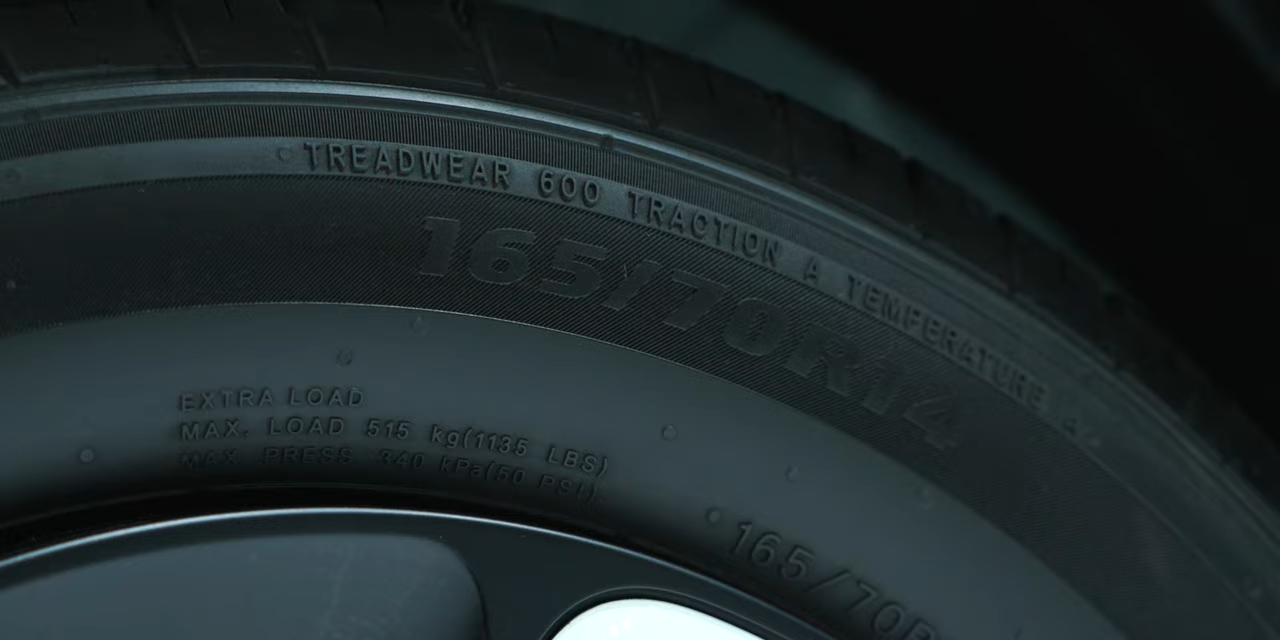 TREADWEAR 600 TRACTION A TEMPERATURE A
165/70R14
EXTRA LOAD
MAX. LOAD 515 kg(1135 LBS)
MAX. PRESS 340 kPa(50 PSI)
165/70R